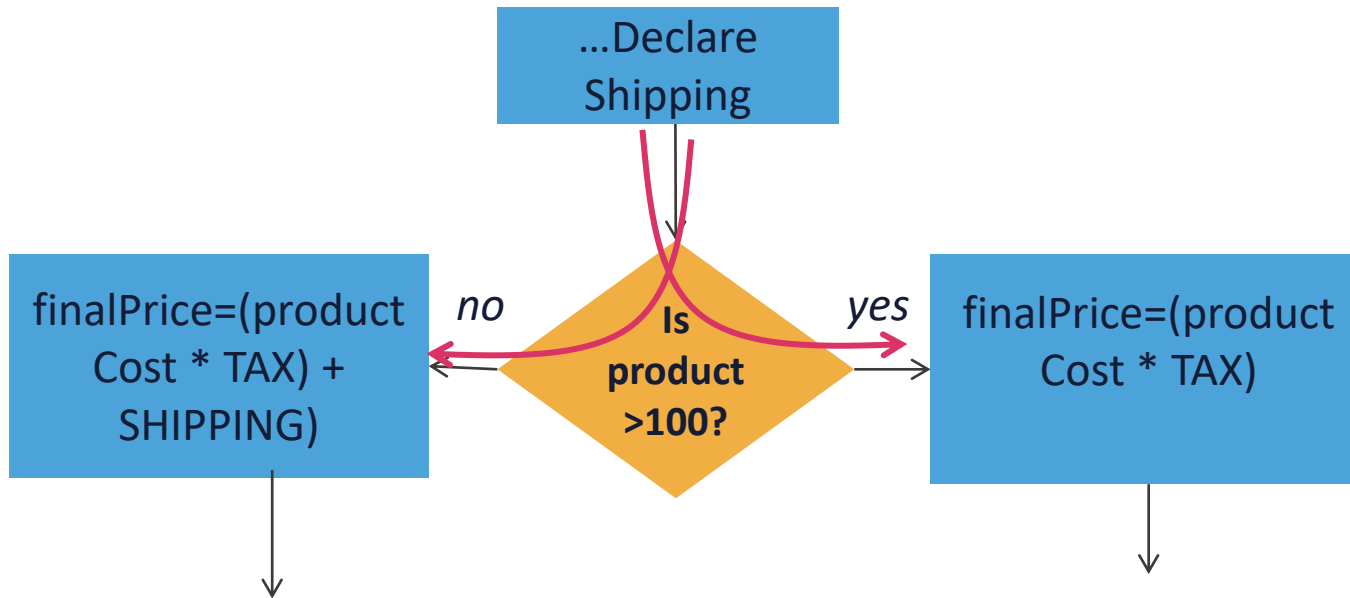 …Declare
Shipping
no
yes
finalPrice=(product
Cost * TAX) +
SHIPPING)
Is
product
>100?
finalPrice=(product
Cost * TAX)